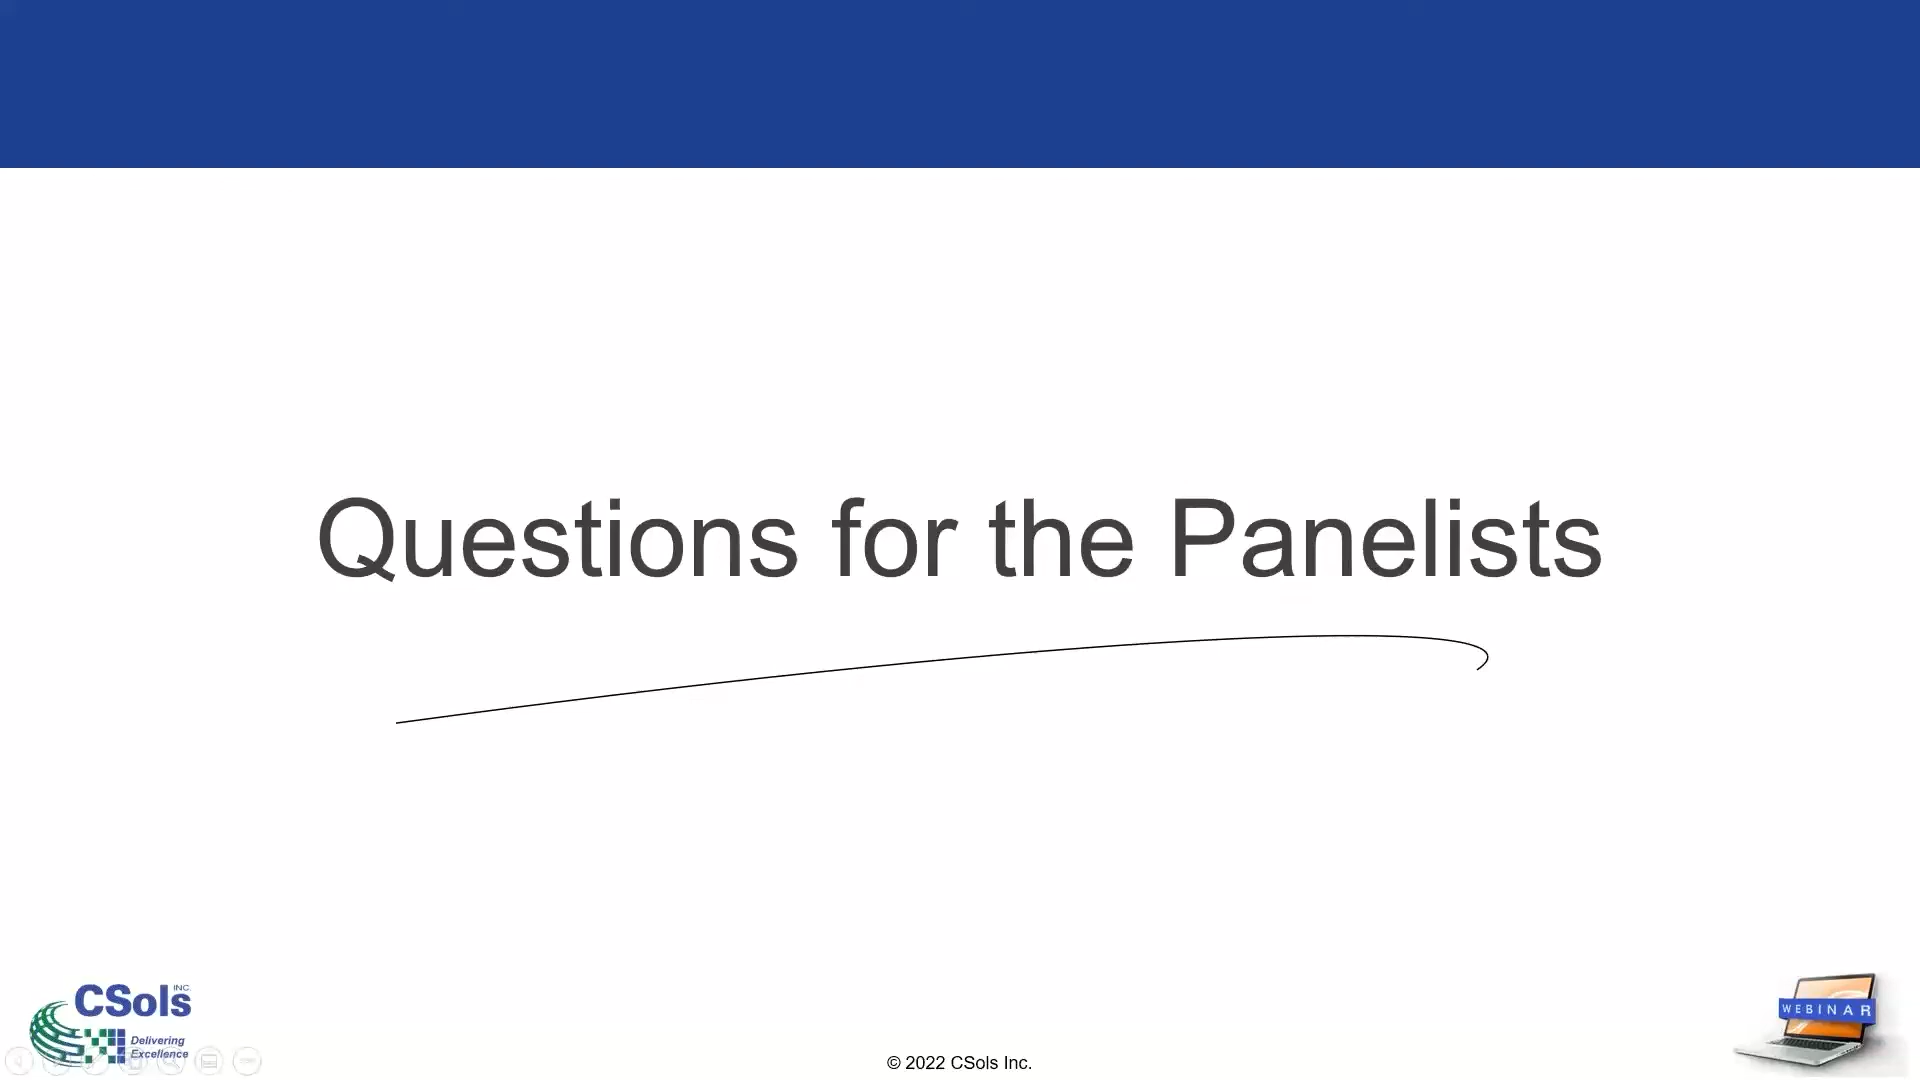 Questions for the Panelists
CSols INC.
Delivering
Excellence
© 2022 CSols Inc.
WEBINAR